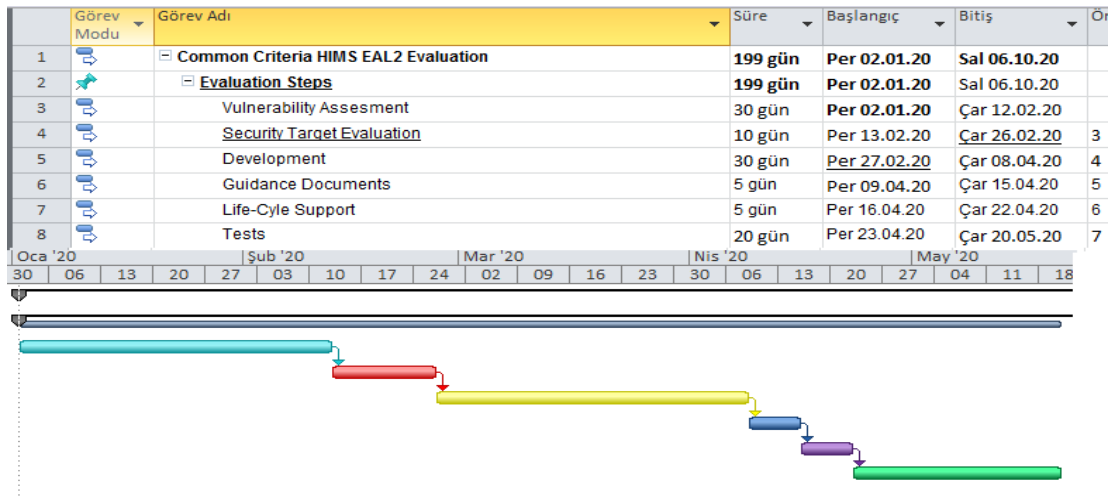 Görev Modu Görev Adı Süre Başlangıç Bitiş
1 Common Criteria HIMS EAL2 Evaluation 199 gün Per 02.01.20 Sal 06.10.20
2 Evaluation Steps 199 gün Per 02.01.20 Sal 06.10.20
3 Vulnerability Assesment 30 gün Per 02.01.20 Çar 12.02.20
4 Security Target Evaluation 10 gün Per 13.02.20 Çar 26.02.20 3
5 Development 30 gün Per 27.02.20 Çar 08.04.20 4
6 Guidance Documents 5 gün Per 09.04.20 Çar 15.04.20 5
7 Life-Cyle Support 5 gün Per 16.04.20 Çar 22.04.20 6
8 Tests 20 gün Per 23.04.20 Çar 20.05.20 7
Oca '20 Şub '20 Mar '20 Nis '20 May '20
30 06 13 20 27 03 10 17 24 02 09 16 23 30 06 13 20 27 04 11 18